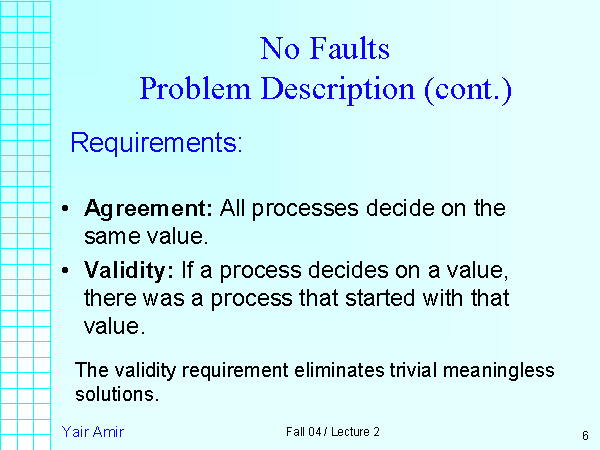 No Faults
Problem Description (cont.)
Requirements:
• Agreement: All processes decide on the
same value.
• Validity: If a process decides on a value,
there was a process that started with that
value.
The validity requirement eliminates trivial meaningless
solutions.
Yair Amir
Fall 04 / Lecture 2
6